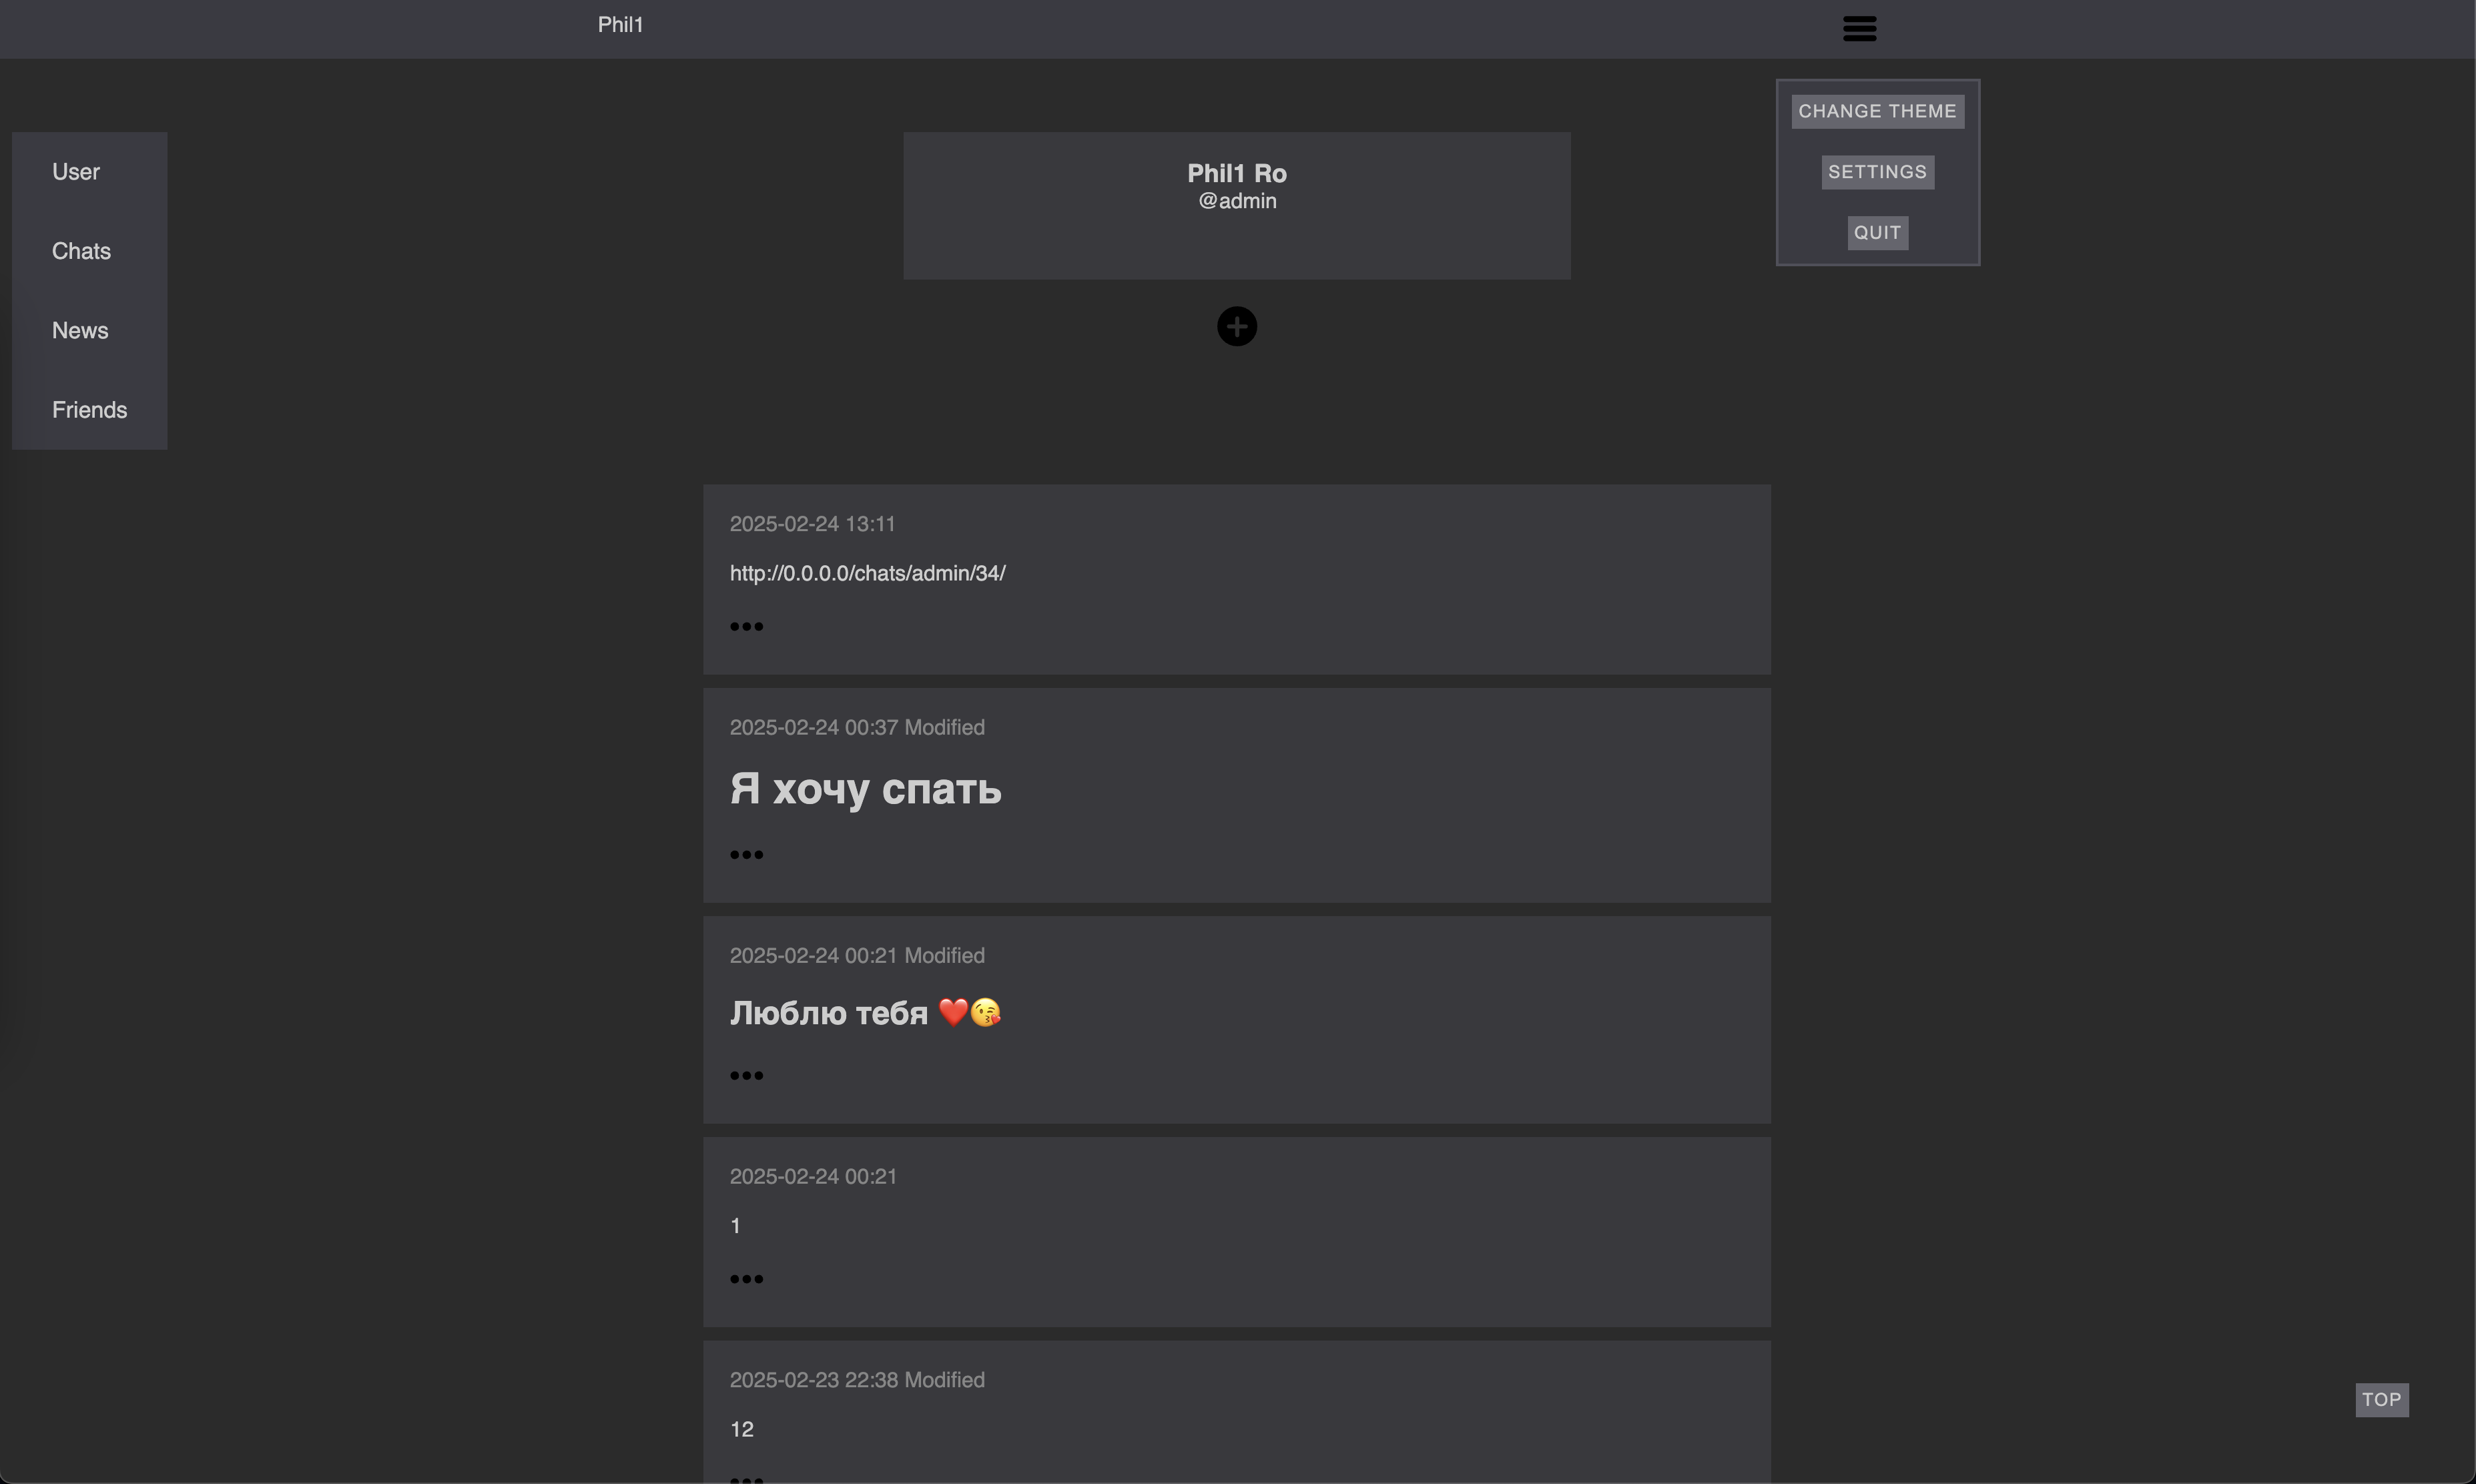 Phil1
CHANGE THEME
SETTINGS
QUIT
User
Chats
News
Friends
Phil1 Ro
@admin
2025-02-24 13:11
http://0.0.0.0/chats/admin/34/
2025-02-24 00:37 Modified
Я хочу спать
2025-02-24 00:21 Modified
Люблю тебя ❤️😘
2025-02-24 00:21
1
2025-02-23 22:38 Modified
12
TOP